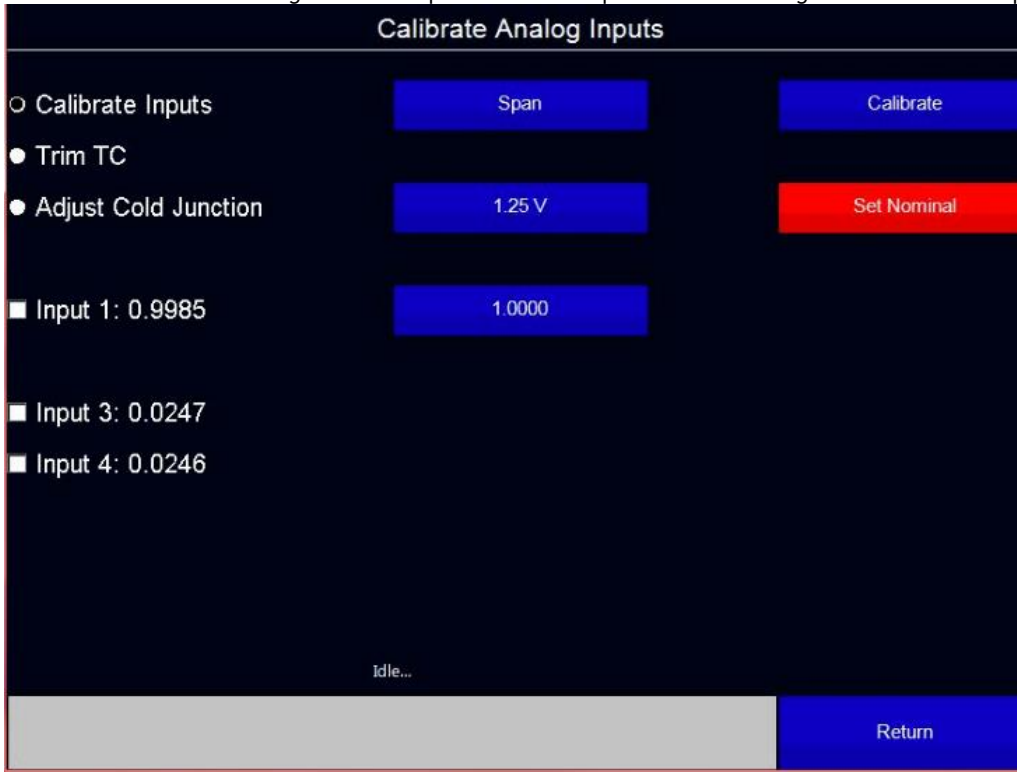 Calibrate Analog Inputs
Calibrate Inputs Span Calibrate
Trim TC
Adjust Cold Junction 1.25 V Set Nominal
Input 1: 0.9985 1.0000
Input 3: 0.0247
Input 4: 0.0246
Idle...
Return